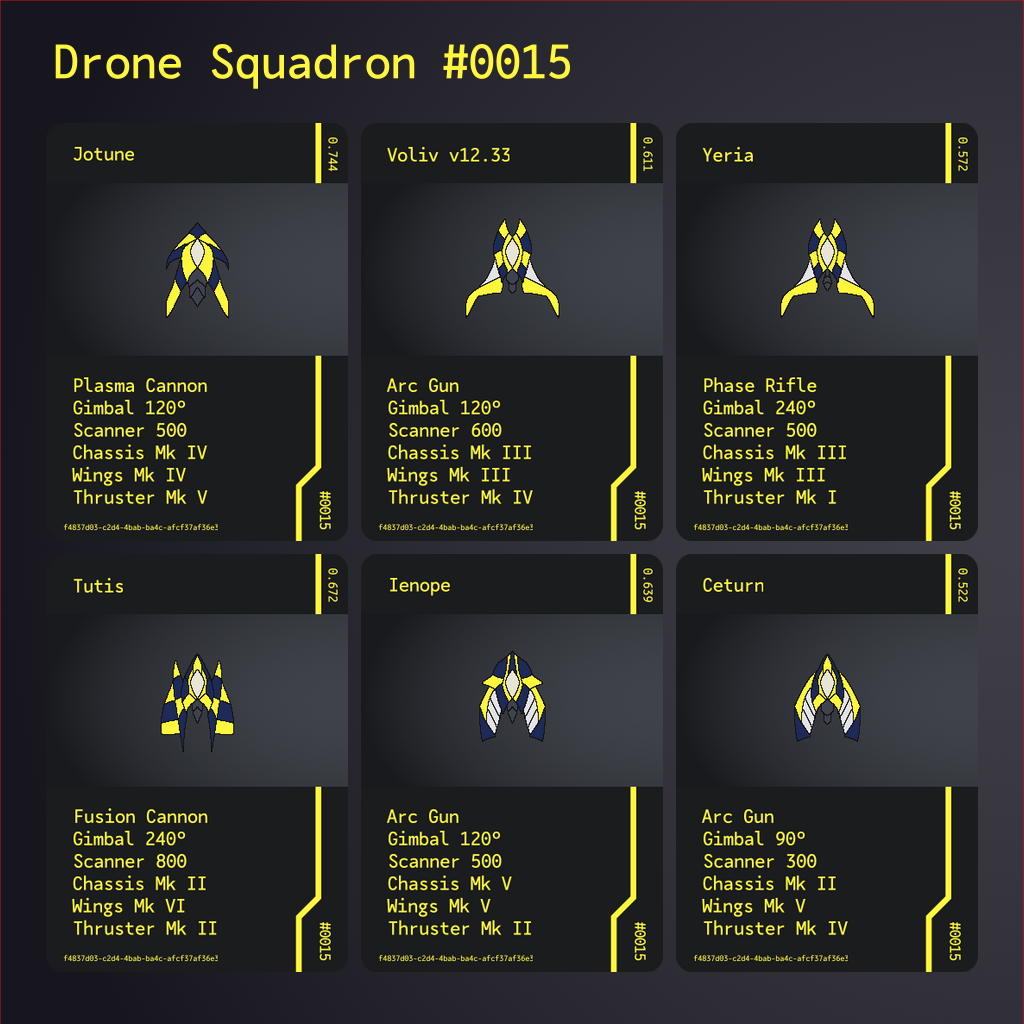 Drone Squadron #0015
Jotune
0.744
Plasma Cannon
Gimbal 120º
Scanner 500
Chassis Mk IV
Wings Mk IV
Thruster Mk V
#0015
f4837d03-c2d4-4bab-ba4c-afcf37af36e3
Voliv v12.33
0.611
Arc Gun
Gimbal 120º
Scanner 600
Chassis Mk III
Wings Mk III
Thruster Mk IV
#0015
f4837d03-c2d4-4bab-ba4c-afcf37af36e3
Yeria
0.572
Phase Rifle
Gimbal 240º
Scanner 500
Chassis Mk III
Wings Mk III
Thruster Mk I
#0015
f4837d03-c2d4-4bab-ba4c-afcf37af36e3
Tutis
0.672
Fusion Cannon
Gimbal 240º
Scanner 800
Chassis Mk II
Wings Mk VI
Thruster Mk II
#0015
f4837d03-c2d4-4bab-ba4c-afcf37af36e3
Ienope
0.639
Arc Gun
Gimbal 120º
Scanner 500
Chassis Mk V
Wings Mk V
Thruster Mk II
#0015
f4837d03-c2d4-4bab-ba4c-afcf37af36e3
Ceturn
0.522
Arc Gun
Gimbal 90º
Scanner 300
Chassis Mk II
Wings Mk V
Thruster Mk IV
#0015
f4837d03-c2d4-4bab-ba4c-afcf37af36e3